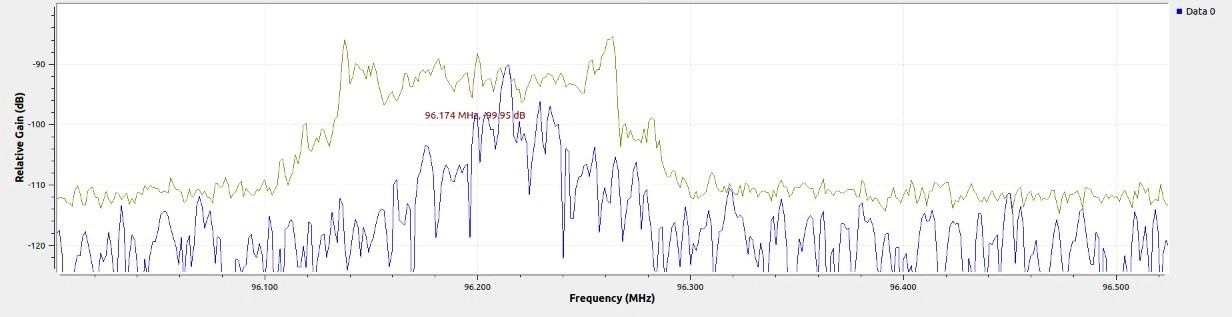 Data 0
Relative Gain (dB)
-90
-100
-110
-120
96.174 MHz, -99.95 dB
96.100
96.200
96.300
96.400
96.500
Frequency (MHz)